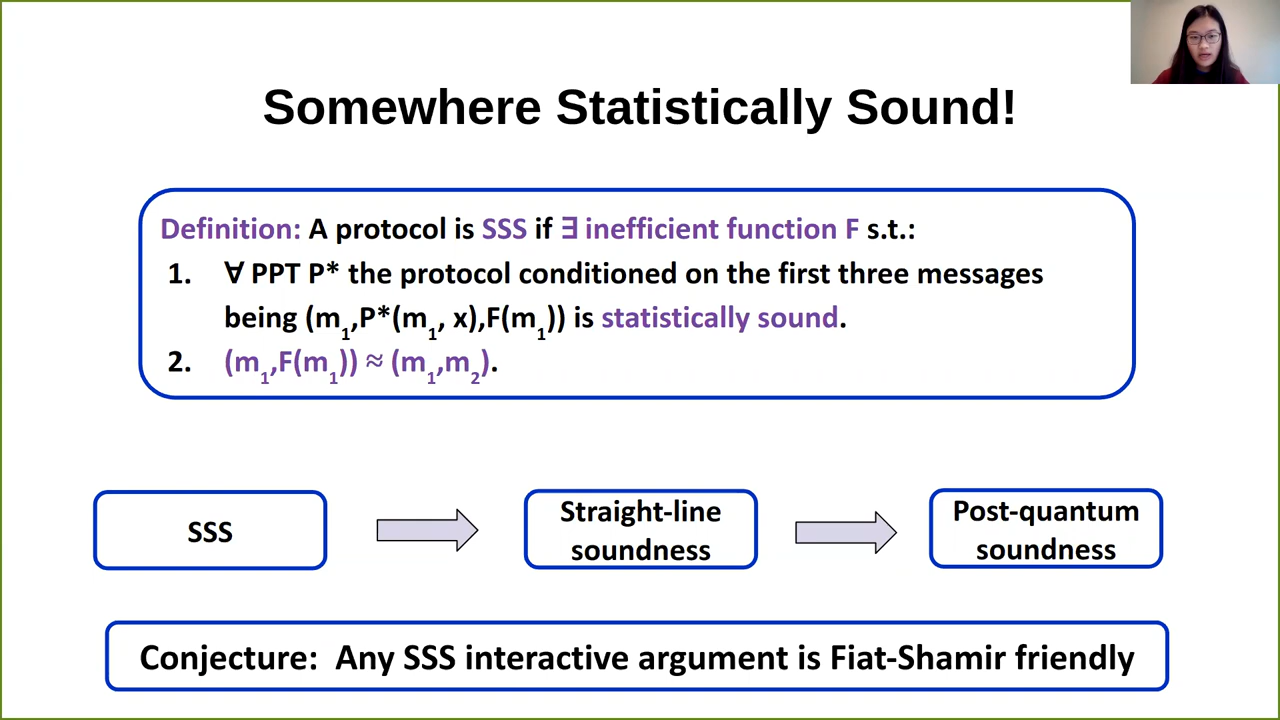 Somewhere Statistically Sound!
Definition: A protocol is SSS if ∃ inefficient function F s.t.:
1. ∀ PPT P* the protocol conditioned on the first three messages
being (m₁,P*(m₁, x),F(m₁)) is statistically sound.
2. (m₁,F(m₁)) ≈ (m₁,m₂).
SSS
Straight-line
soundness
Post-quantum
soundness
Conjecture: Any SSS interactive argument is Fiat-Shamir friendly